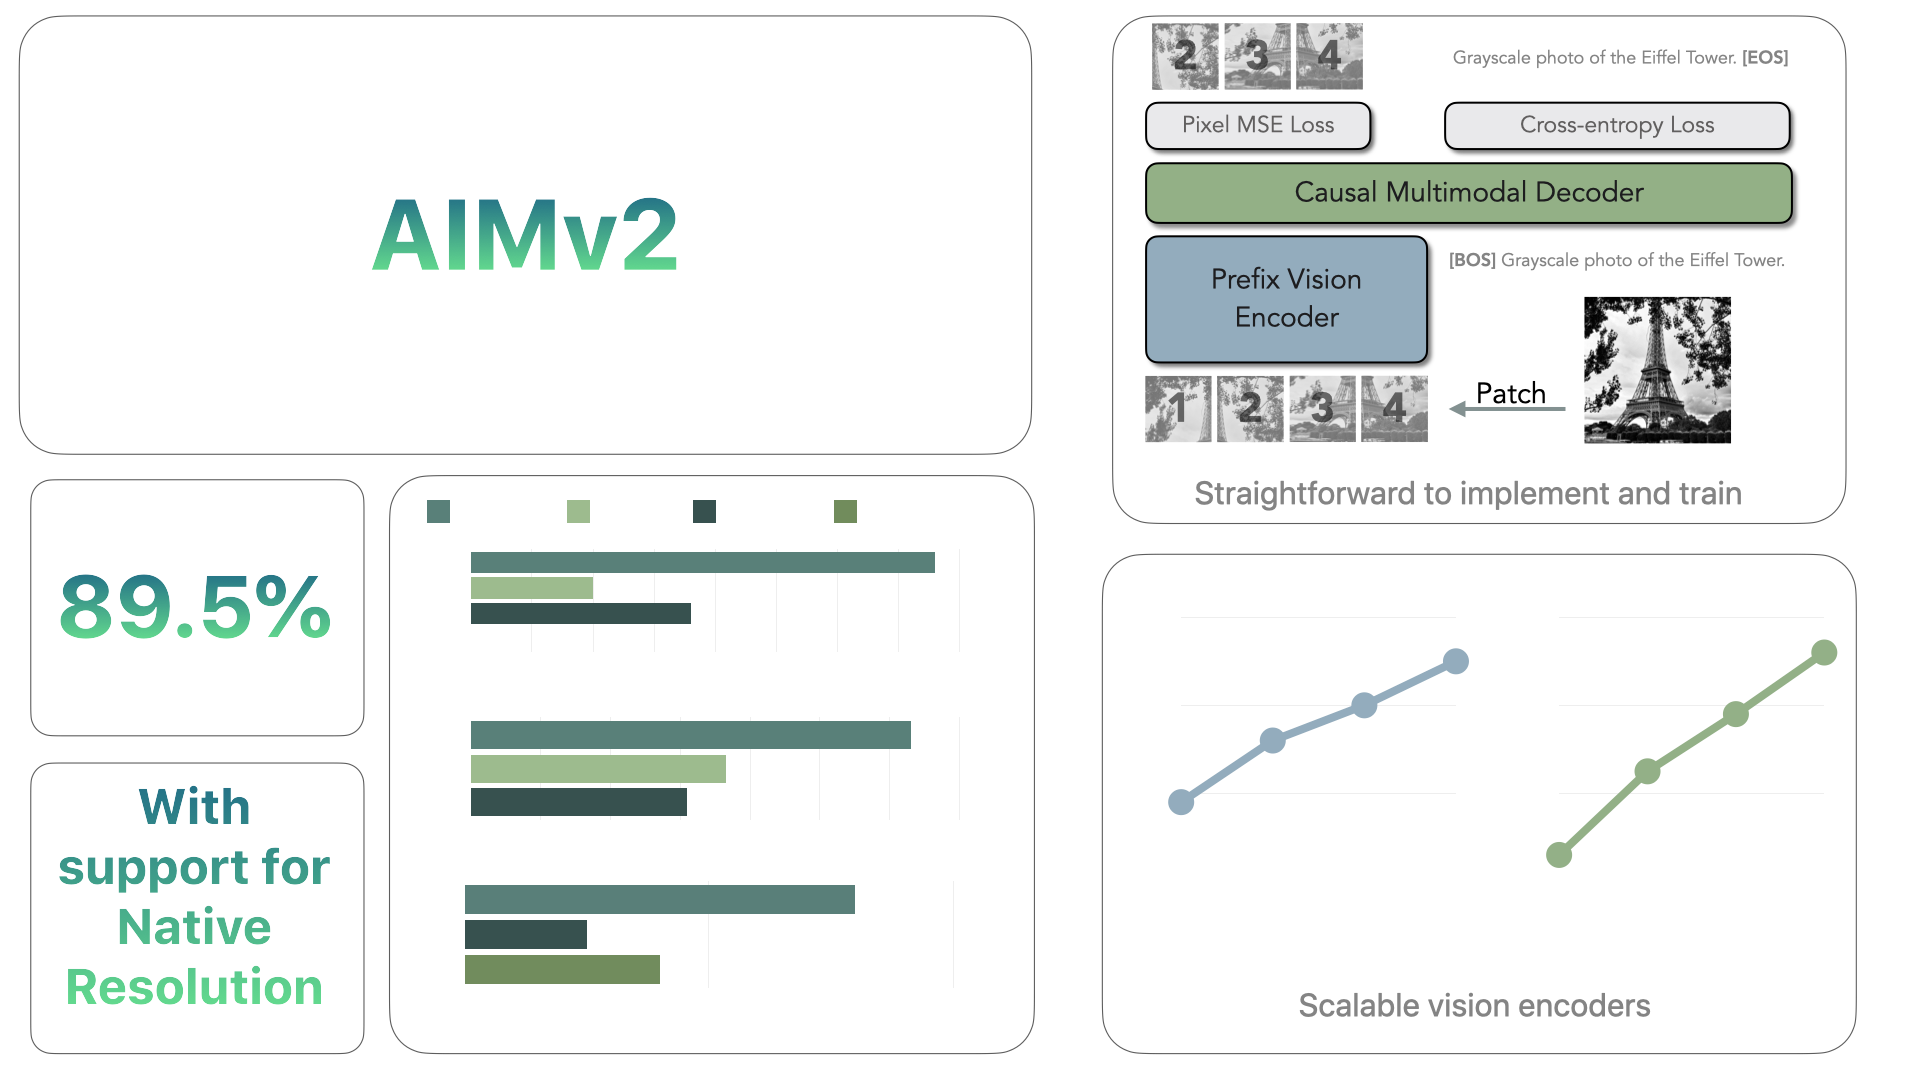 AIMv2
89.5%
With
support for
Native
Resolution
2 3 4
Grayscale photo of the Eiffel Tower. [EOS]
Pixel MSE Loss
Cross-entropy Loss
Causal Multimodal Decoder
Prefix Vision
Encoder
[BOS] Grayscale photo of the Eiffel Tower.
1 2 3 4
Patch
Straightforward to implement and train
Scalable vision encoders